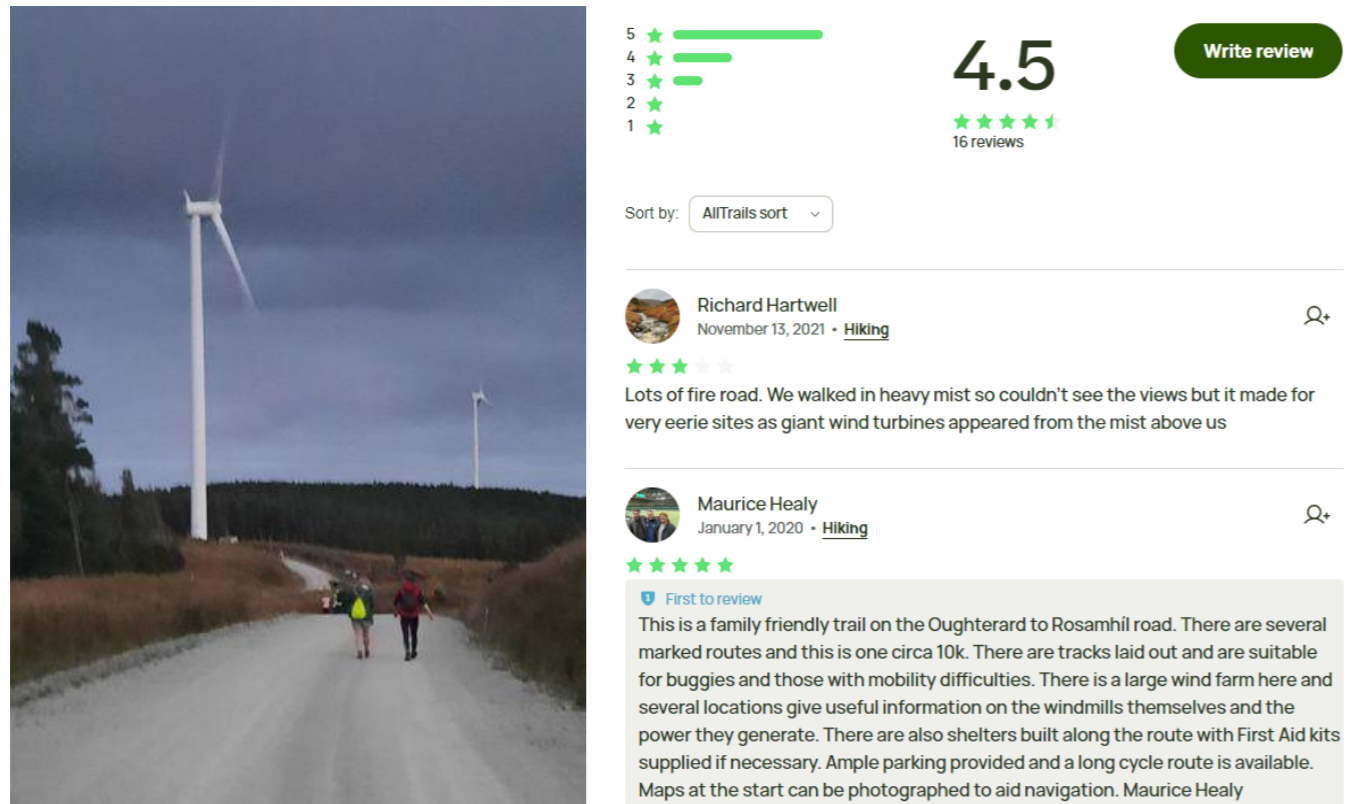 5
4
3
2
1
4.5
16 reviews
Write review
Sort by: AllTrails sort
Richard Hartwell
November 13, 2021 • Hiking
Lots of fire road. We walked in heavy mist so couldn't see the views but it made for
very eerie sites as giant wind turbines appeared from the mist above us
Maurice Healy
January 1, 2020 • Hiking
1 First to review
This is a family friendly trail on the Oughterard to Rosamhíl road. There are several
marked routes and this is one circa 10k. There are tracks laid out and are suitable
for buggies and those with mobility difficulties. There is a large wind farm here and
several locations give useful information on the windmills themselves and the
power they generate. There are also shelters built along the route with First Aid kits
supplied if necessary. Ample parking provided and a long cycle route is available.
Maps at the start can be photographed to aid navigation. Maurice Healy